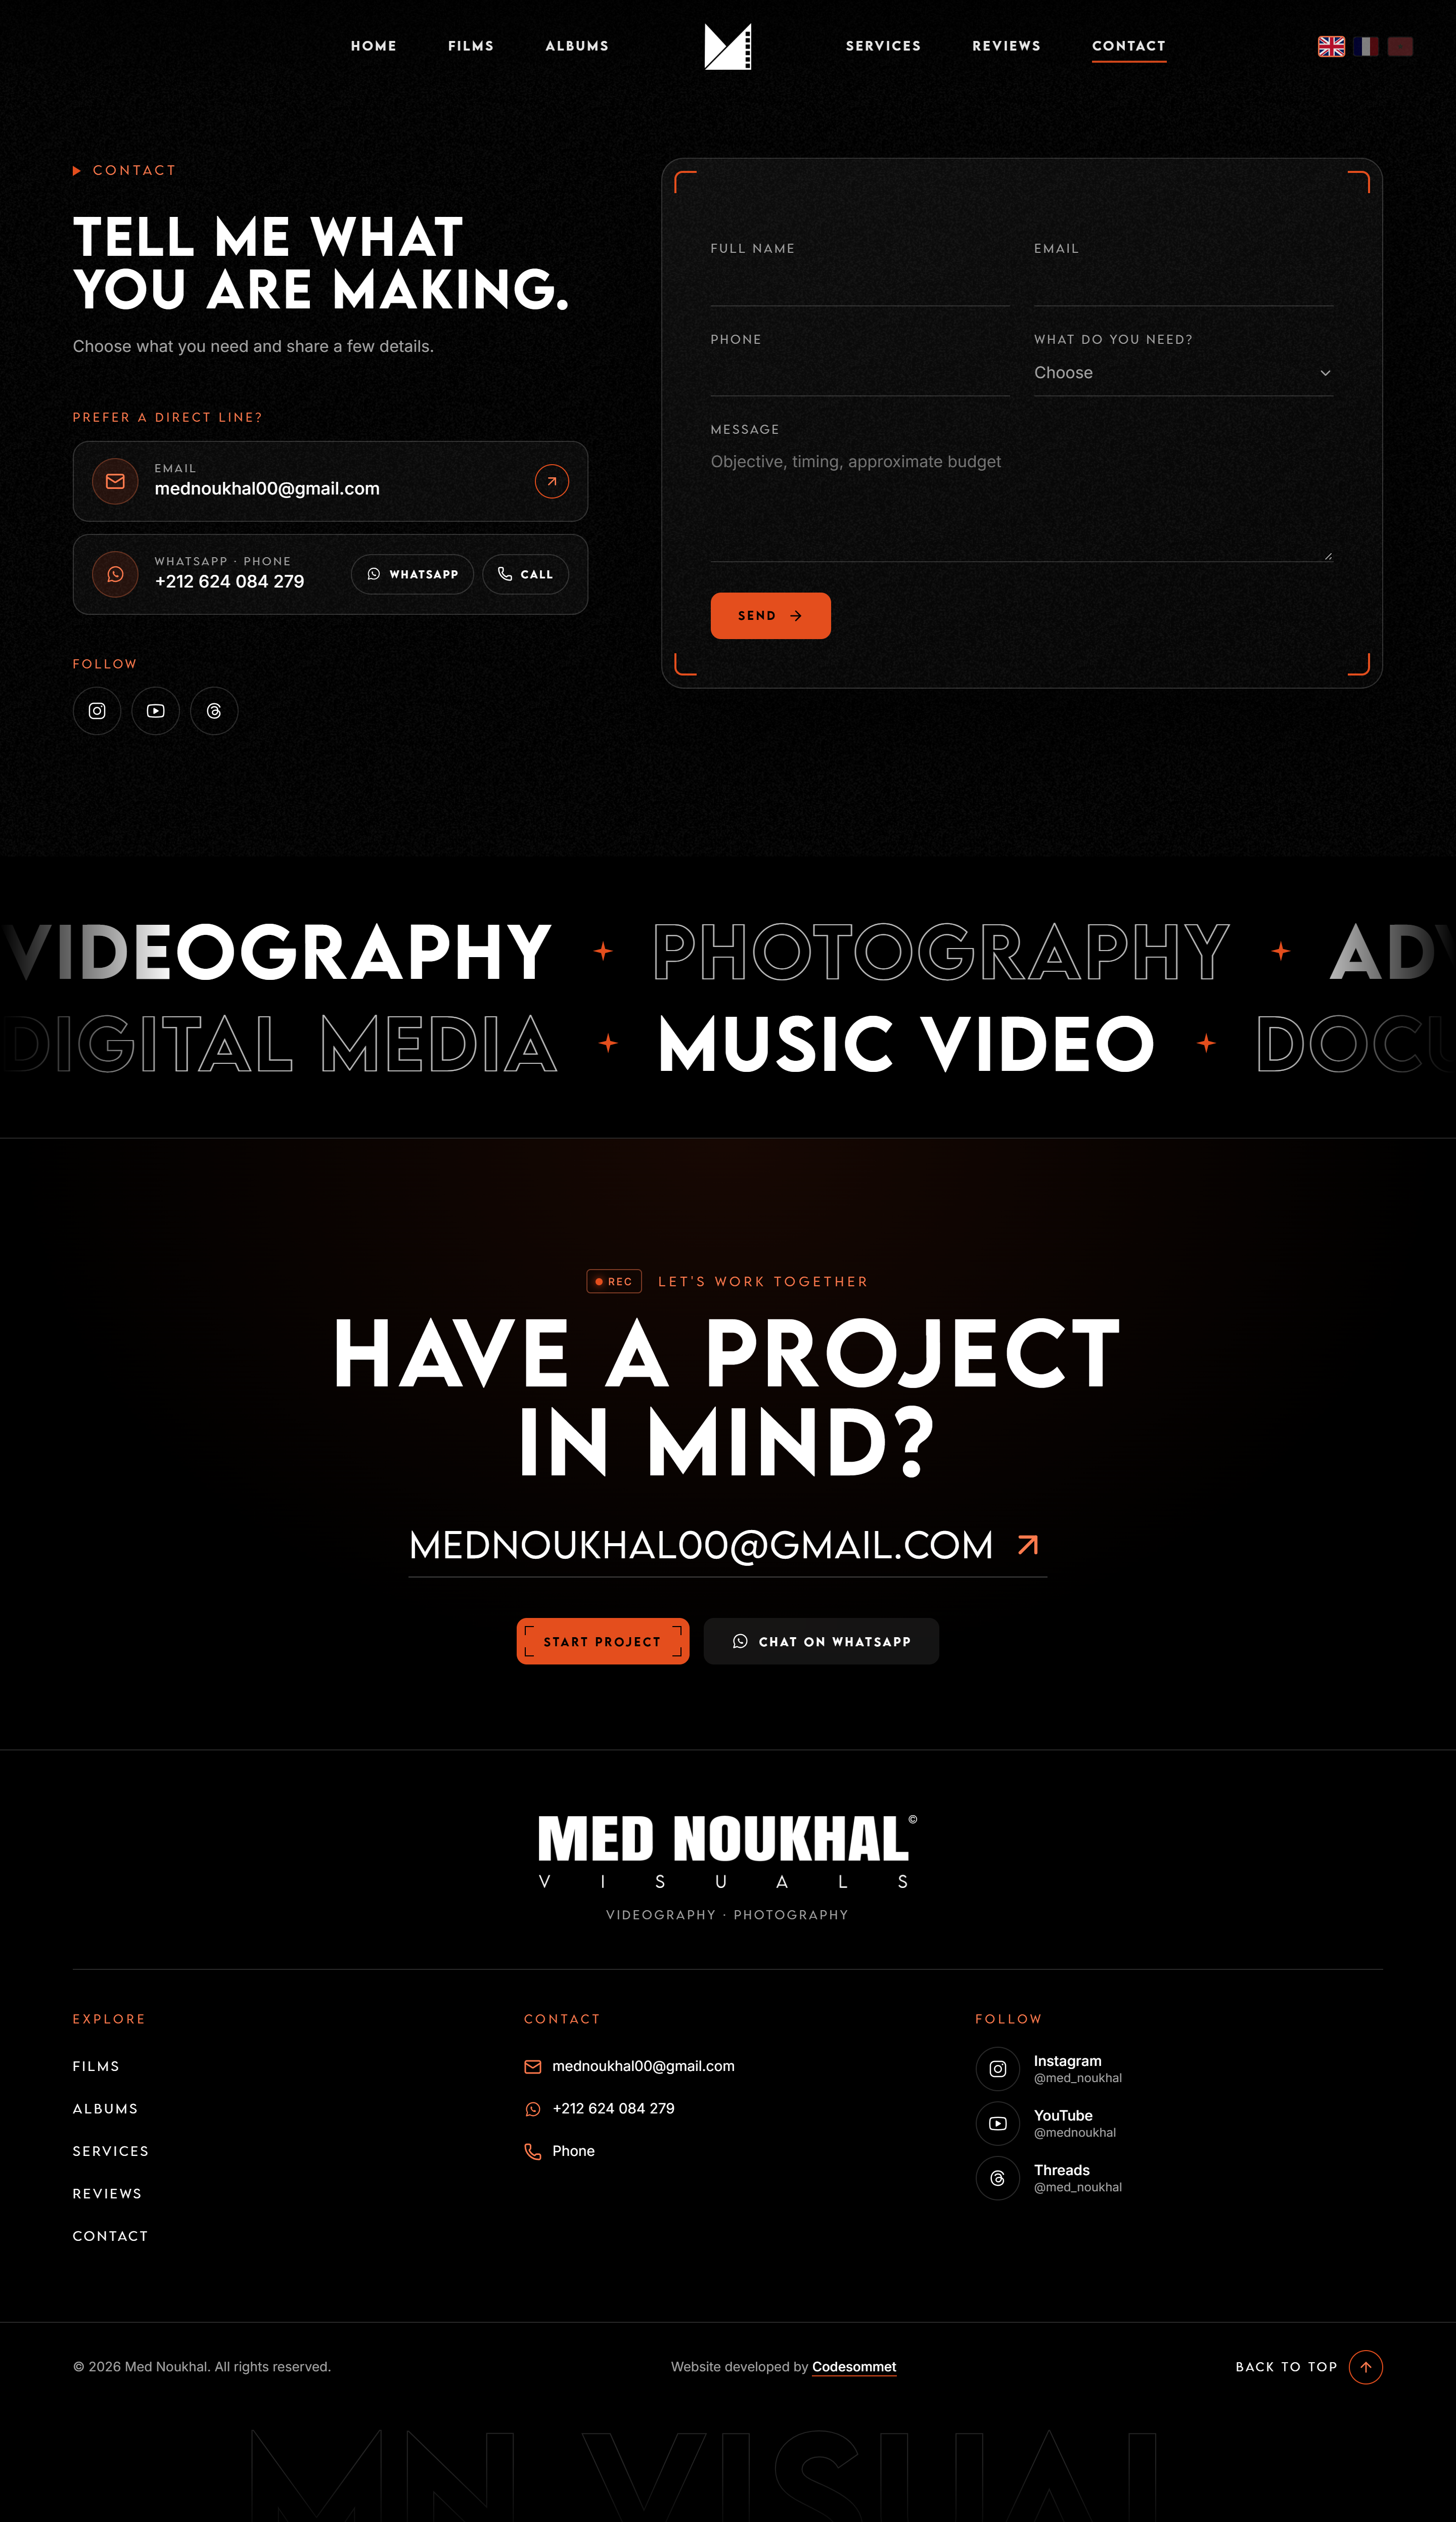 HOME FILMS ALBUMS SERVICES REVIEWS CONTACT
CONTACT
TELL ME WHAT
YOU ARE MAKING.
Choose what you need and share a few details.
PREFER A DIRECT LINE?
EMAIL
mednoukhal00@gmail.com
WHATSAPP · PHONE
+212 624 084 279
WHATSAPP
CALL
FOLLOW
FULL NAME
EMAIL
PHONE
WHAT DO YOU NEED?
Choose
MESSAGE
Objective, timing, approximate budget
SEND
VIDEOGRAPHY PHOTOGRAPHY ADV
DIGITAL MEDIA MUSIC VIDEO DOCU
REC LET'S WORK TOGETHER
HAVE A PROJECT
IN MIND?
MEDNOUKHAL00@GMAIL.COM
START PROJECT
CHAT ON WHATSAPP
MED NOUKHAL©
VISUALS
VIDEOGRAPHY · PHOTOGRAPHY
EXPLORE
FILMS
ALBUMS
SERVICES
REVIEWS
CONTACT
CONTACT
mednoukhal00@gmail.com
+212 624 084 279
Phone
FOLLOW
Instagram
@med_noukhal
YouTube
@mednoukhal
Threads
@med_noukhal
© 2026 Med Noukhal. All rights reserved.
Website developed by Codesommet
BACK TO TOP
MN VISUAL